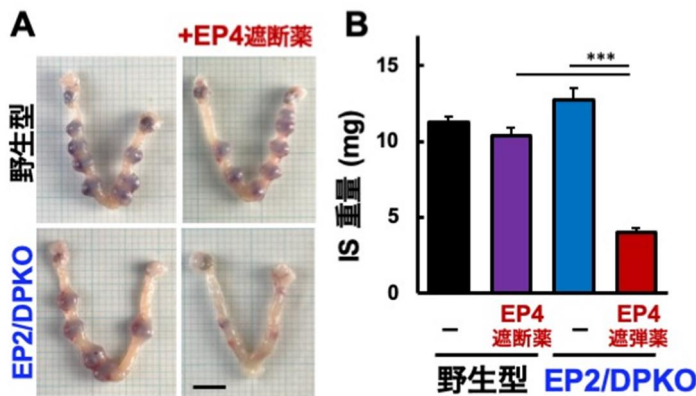 A
+EP4遮断薬
野生型
EP2/DPKO
B
IS 重量 (mg)
15
10
5
0
***
–
EP4
遮断薬
–
EP4
遮弾薬
野生型
EP2/DPKO